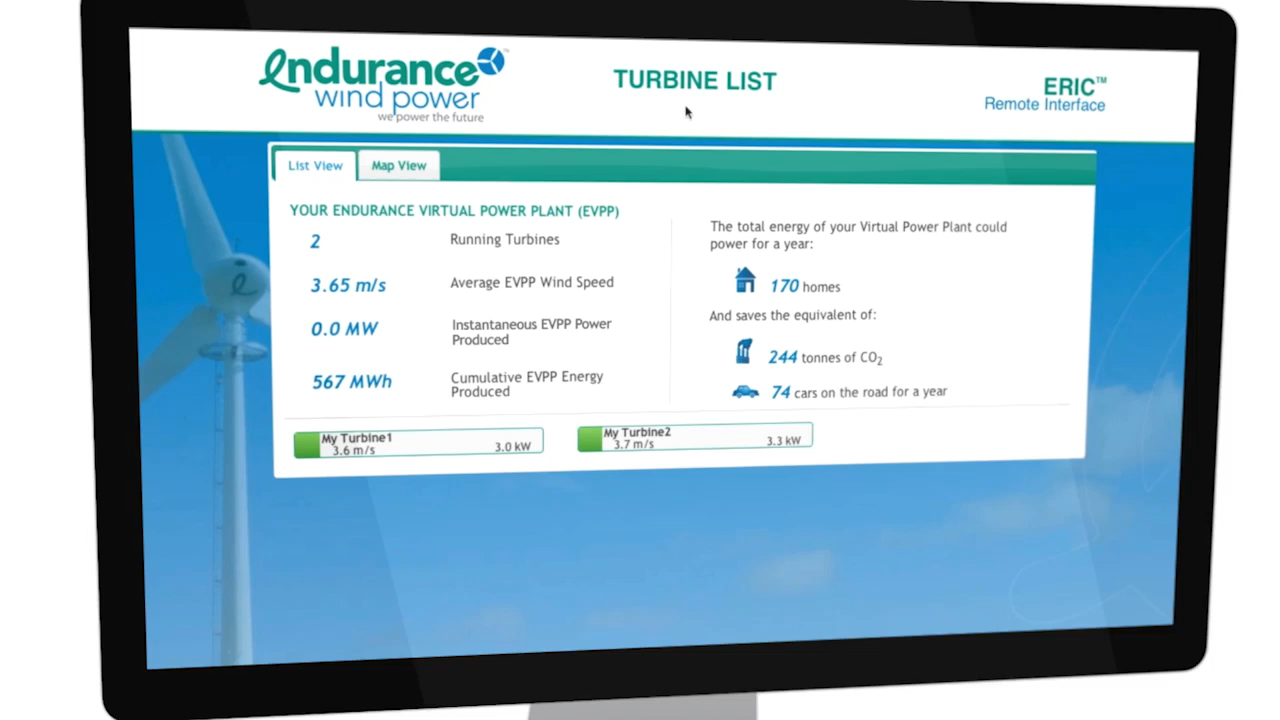 endurance™
wind power
we power the future
TURBINE LIST
ERIC™
Remote Interface
List View
Map View
YOUR ENDURANCE VIRTUAL POWER PLANT (EVPP)
2 Running Turbines
3.65 m/s Average EVPP Wind Speed
0.0 MW Instantaneous EVPP Power
Produced
567 MWh Cumulative EVPP Energy
Produced
The total energy of your Virtual Power Plant could
power for a year:
170 homes
And saves the equivalent of:
244 tonnes of CO2
74 cars on the road for a year
My Turbine1
3.6 m/s 3.0 kW
My Turbine2
3.7 m/s 3.3 kW